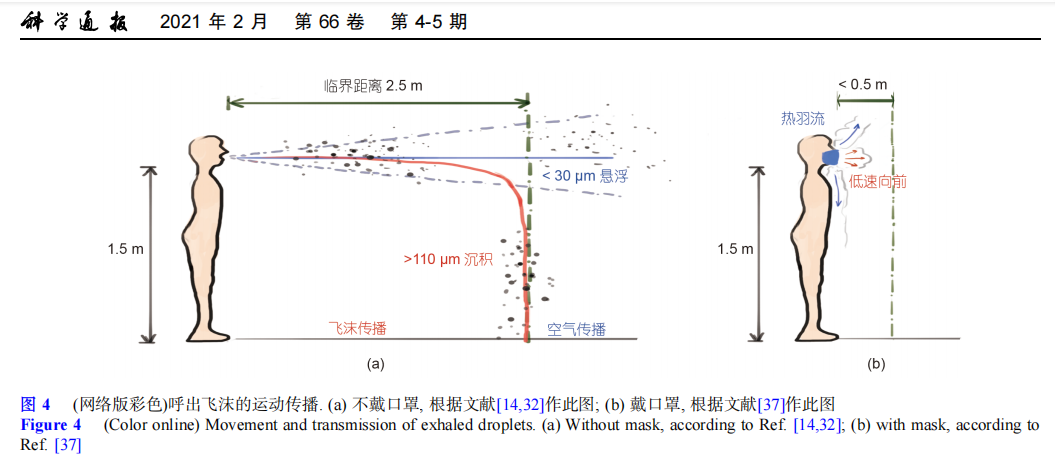 科学通报 2021 年 2 月 第 66 卷 第 4-5 期
临界距离 2.5 m
< 30 μm 悬浮
1.5 m
>110 μm 沉积
飞沫传播
空气传播
(a)
< 0.5 m
热羽流
低速向前
1.5 m
(b)
图 4 (网络版彩色)呼出飞沫的运动传播. (a) 不戴口罩, 根据文献[14,32]作此图; (b) 戴口罩, 根据文献[37]作此图
Figure 4 (Color online) Movement and transmission of exhaled droplets. (a) Without mask, according to Ref. [14,32]; (b) with mask, according to
Ref. [37]